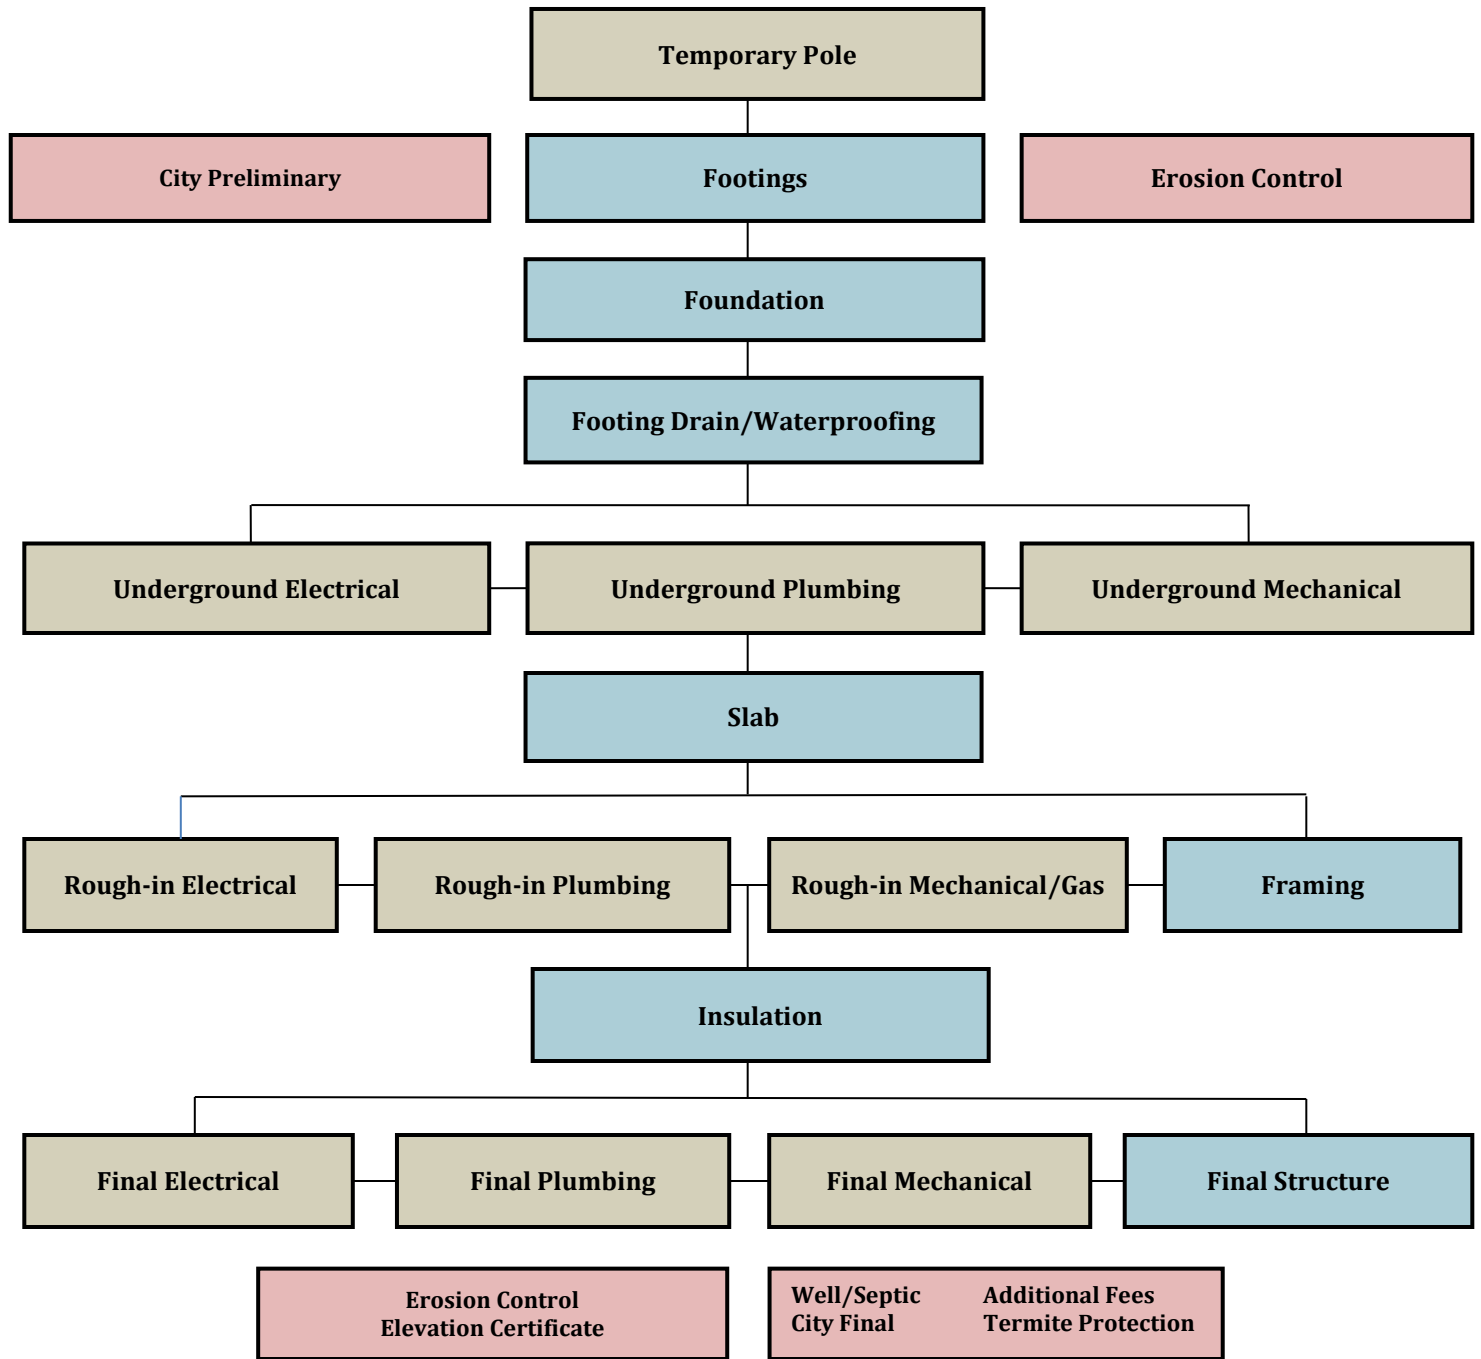 Temporary Pole
City Preliminary
Footings
Erosion Control
Foundation
Footing Drain/Waterproofing
Underground Electrical
Underground Plumbing
Underground Mechanical
Slab
Rough-in Electrical
Rough-in Plumbing
Rough-in Mechanical/Gas
Framing
Insulation
Final Electrical
Final Plumbing
Final Mechanical
Final Structure
Erosion Control
Elevation Certificate
Well/Septic Additional Fees
City Final Termite Protection